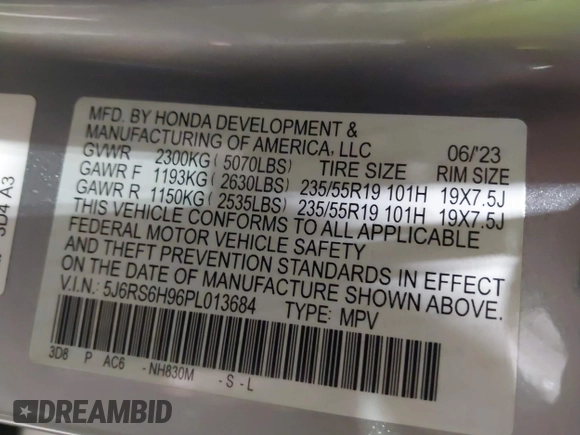 MFD. BY HONDA DEVELOPMENT &
MANUFACTURING OF AMERICA, LLC 06/'23
GVWR 2300KG ( 5070LBS) TIRE SIZE RIM SIZE
GAWR F 1193KG ( 2630LBS) 235/55R19 101H 19X7.5J
GAWR R 1150KG ( 2535LBS) 235/55R19 101H 19X7.5J
THIS VEHICLE CONFORMS TO ALL APPLICABLE
FEDERAL MOTOR VEHICLE SAFETY
AND THEFT PREVENTION STANDARDS IN EFFECT
ON THE DATE OF MANUFACTURE SHOWN ABOVE.
V.I.N.: 5J6RS6H96PL013684 TYPE: MPV
3D8 P AC6 -NH830M -S-L
3D4 A3
DREAMBID